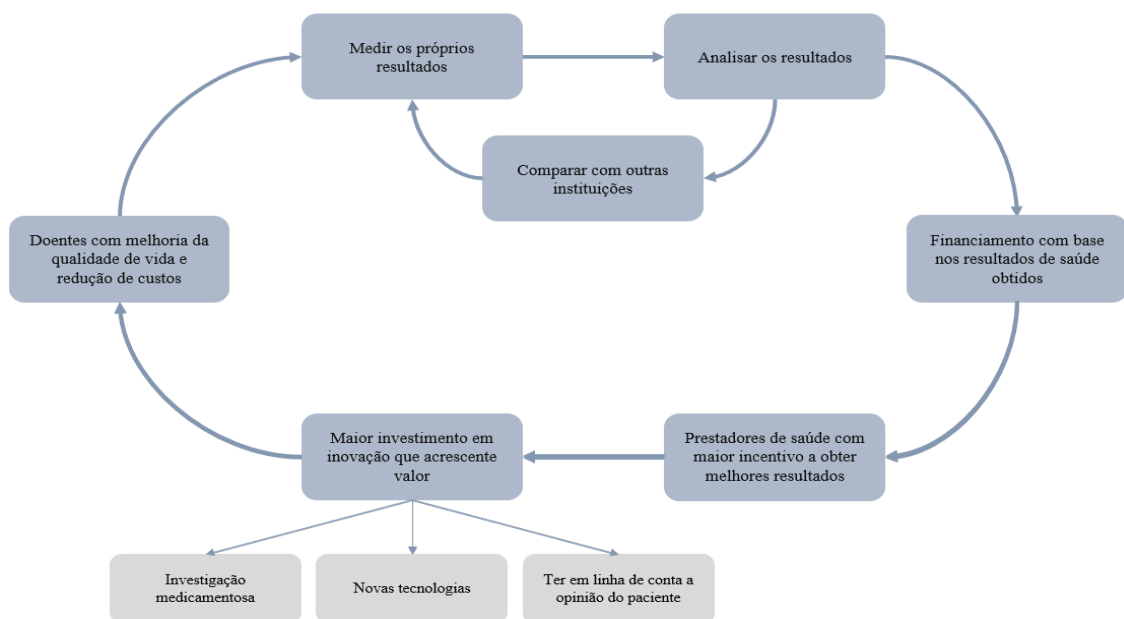 Medir os próprios
resultados
Analisar os resultados
Comparar com outras
instituições
Doentes com melhoria da
qualidade de vida e
redução de custos
Financiamento com base
nos resultados de saúde
obtidos
Maior investimento em
inovação que acrescente
valor
Prestadores de saúde com
maior incentivo a obter
melhores resultados
Investigação
medicamentosa
Novas tecnologias
Ter em linha de conta a
opinião do paciente